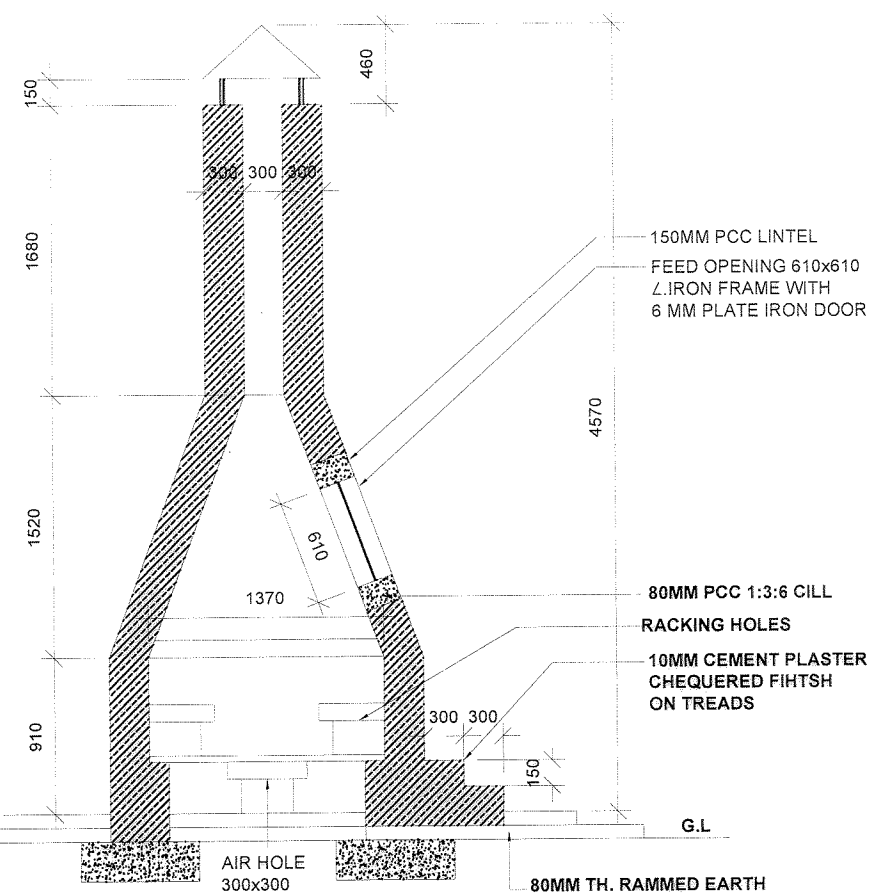 460
150
300 300 300
1680
150MM PCC LINTEL
FEED OPENING 610x610
∠.IRON FRAME WITH
6 MM PLATE IRON DOOR
4570
1520
610
1370
80MM PCC 1:3:6 CILL
RACKING HOLES
10MM CEMENT PLASTER
CHEQUERED FIHTSH
ON TREADS
910
300 300
150
G.L
AIR HOLE
300x300
80MM TH. RAMMED EARTH